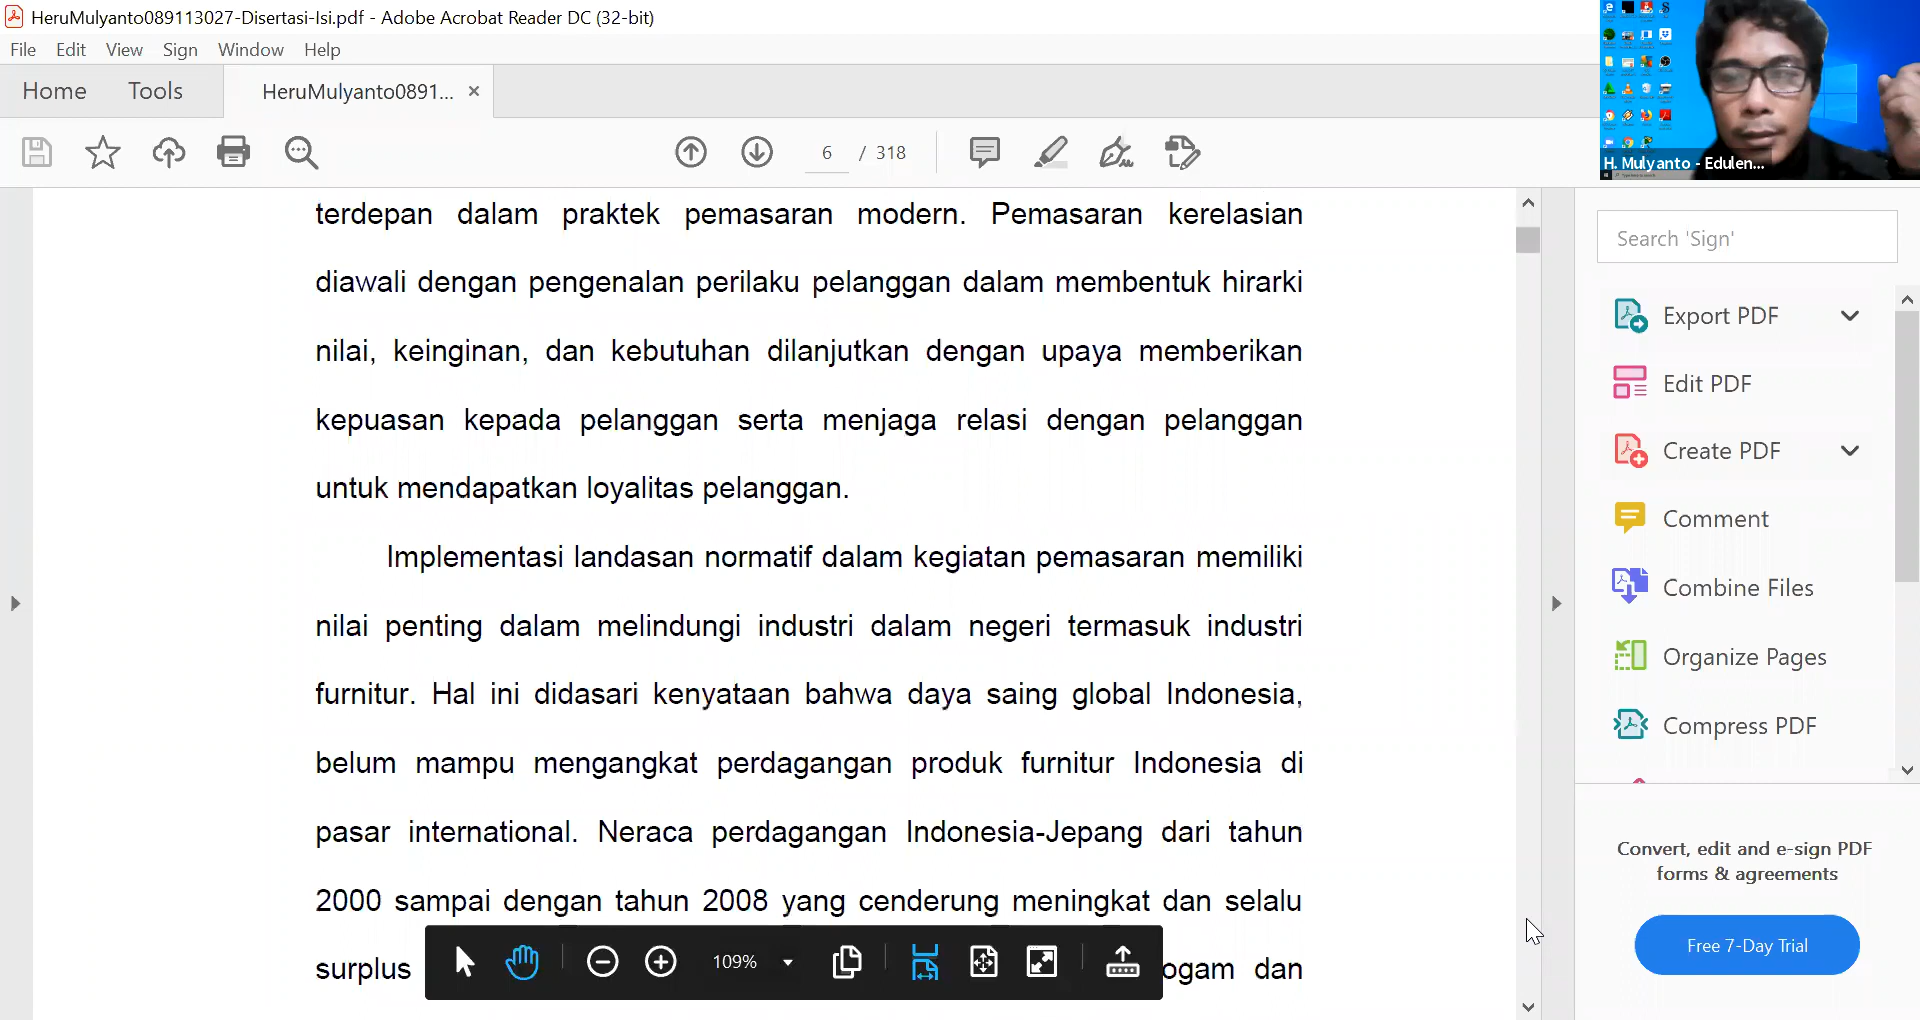 HeruMulyanto089113027-Disertasi-Isi.pdf - Adobe Acrobat Reader DC (32-bit)
File Edit View Sign Window Help
Home Tools HeruMulyanto0891...
6 / 318
H. Mulyanto - Edulen...
terdepan dalam praktek pemasaran modern. Pemasaran kerelasian
diawali dengan pengenalan perilaku pelanggan dalam membentuk hirarki
nilai, keinginan, dan kebutuhan dilanjutkan dengan upaya memberikan
kepuasan kepada pelanggan serta menjaga relasi dengan pelanggan
untuk mendapatkan loyalitas pelanggan.
Implementasi landasan normatif dalam kegiatan pemasaran memiliki
nilai penting dalam melindungi industri dalam negeri termasuk industri
furnitur. Hal ini didasari kenyataan bahwa daya saing global Indonesia,
belum mampu mengangkat perdagangan produk furnitur Indonesia di
pasar international. Neraca perdagangan Indonesia-Jepang dari tahun
2000 sampai dengan tahun 2008 yang cenderung meningkat dan selalu
surplus ogam dan
109%
Search 'Sign'
Export PDF
Edit PDF
Create PDF
Comment
Combine Files
Organize Pages
Compress PDF
Convert, edit and e-sign PDF
forms & agreements
Free 7-Day Trial